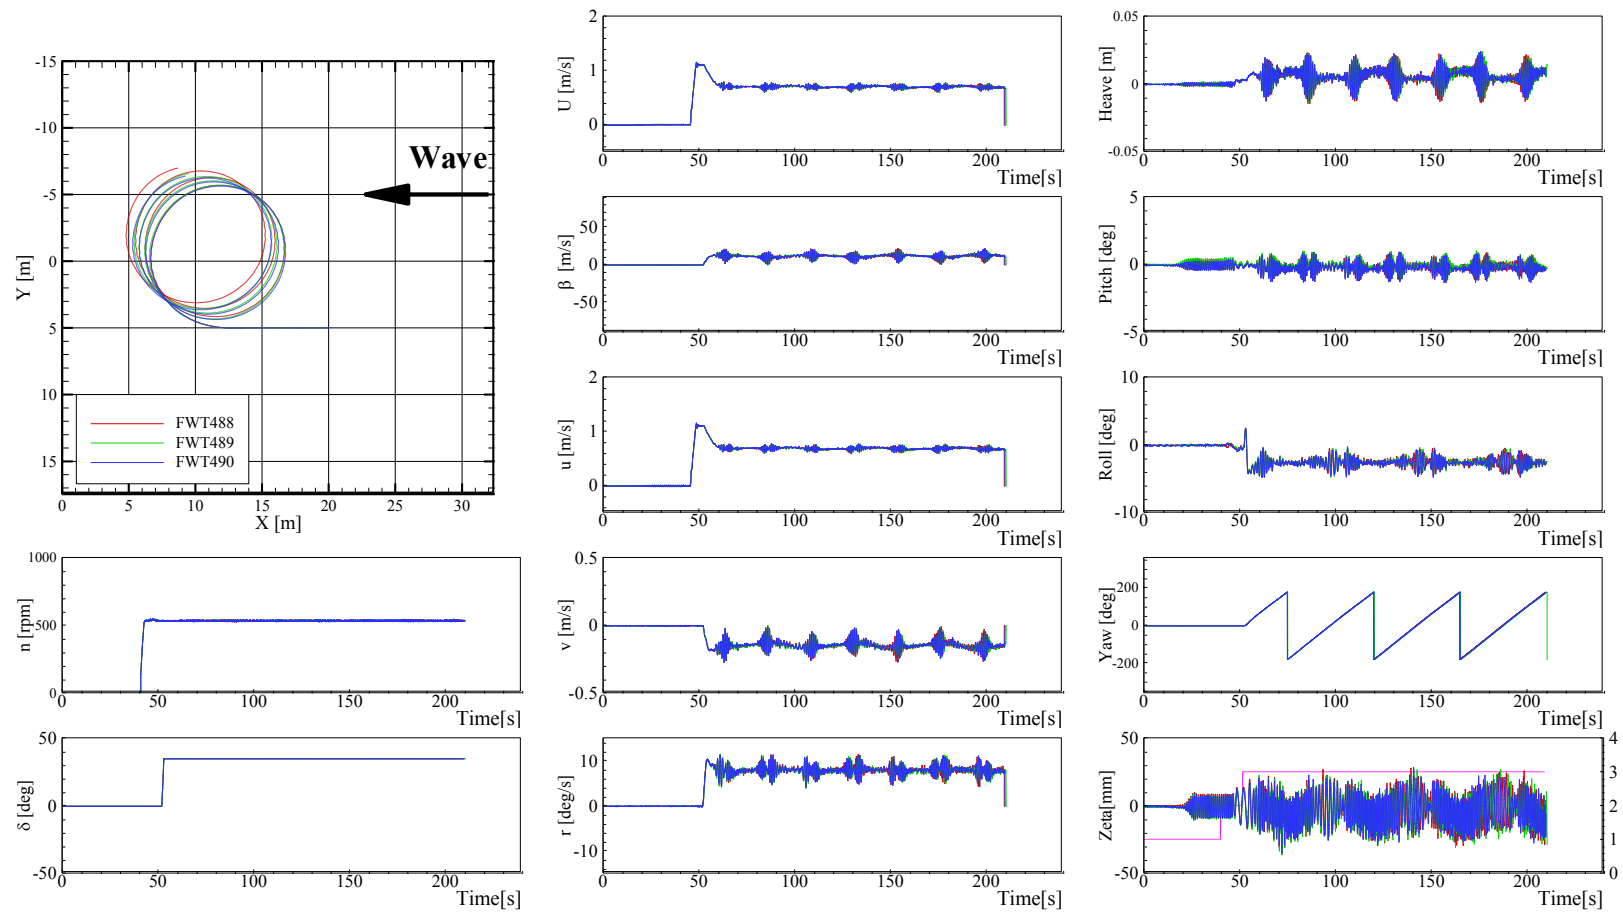 -15
-10
-5
0
5
10
15
Y [m]
Wave
FWT488
FWT489
FWT490
0 5 10 15 20 25 30
X [m]
1000
500
0
n [rpm]
0 50 100 150 200
Time[s]
50
0
-50
δ [deg]
0 50 100 150 200
Time[s]
2
1
0
U [m/s]
0 50 100 150 200
Time[s]
50
0
-50
β [m/s]
0 50 100 150 200
Time[s]
2
1
0
u [m/s]
0 50 100 150 200
Time[s]
0.5
0
-0.5
v [m/s]
0 50 100 150 200
Time[s]
10
0
-10
r [deg/s]
0 50 100 150 200
Time[s]
0.05
0
-0.05
Heave [m]
0 50 100 150 200
Time[s]
5
0
-5
Pitch [deg]
0 50 100 150 200
Time[s]
10
0
-10
Roll [deg]
0 50 100 150 200
Time[s]
200
0
-200
Yaw [deg]
0 50 100 150 200
Time[s]
50
0
-50
Zeta[mm]
4
3
2
1
0
0 50 100 150 200
Time[s]